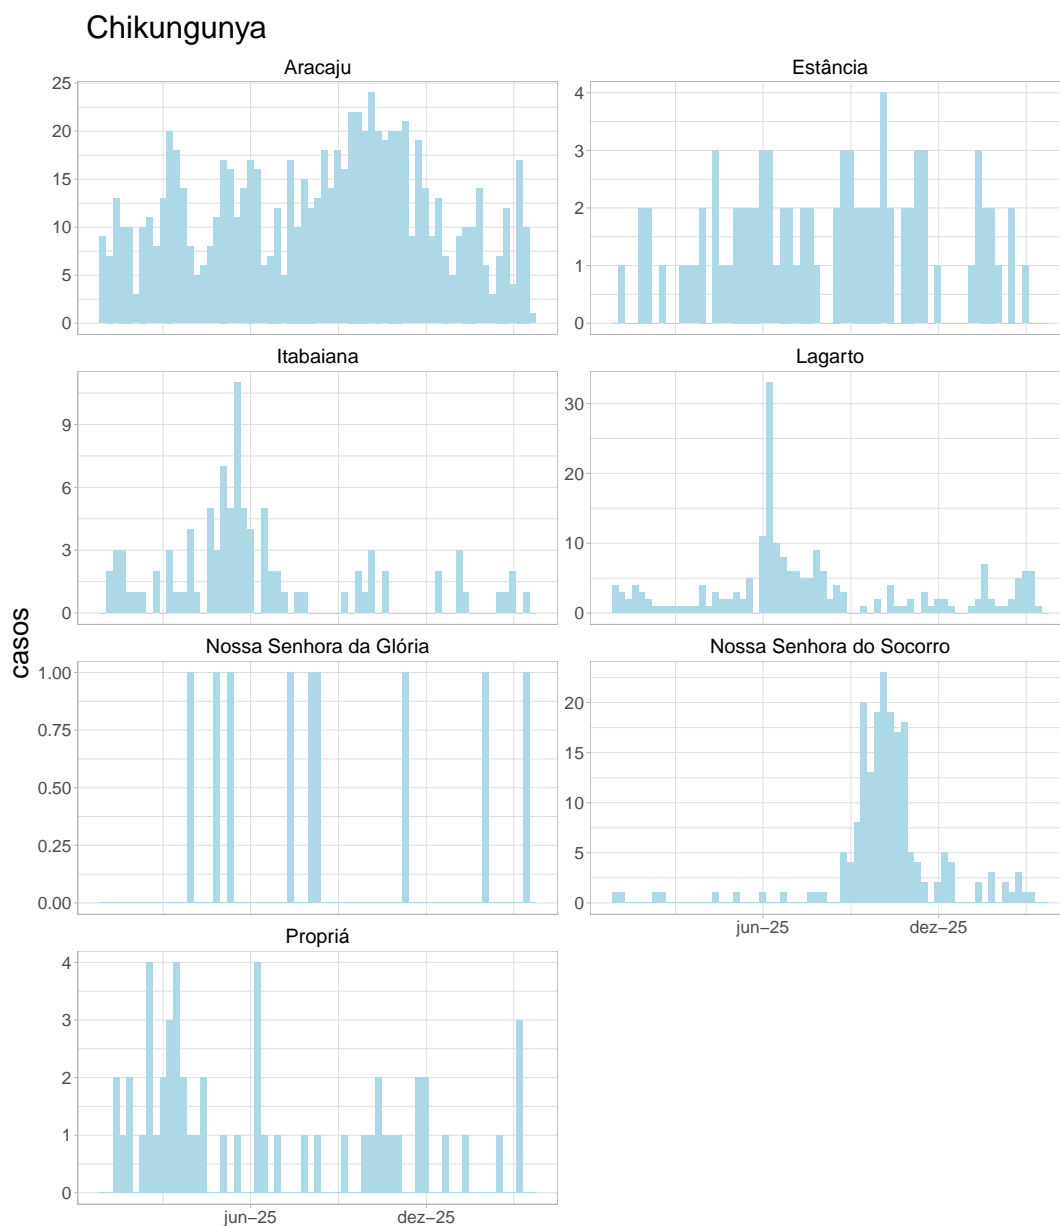 Chikungunya
Aracaju
Estância
25
20
15
10
5
0
4
3
2
1
0
Itabaiana
Lagarto
9
6
3
0
30
20
10
0
casos
Nossa Senhora da Glória
Nossa Senhora do Socorro
1.00
0.75
0.50
0.25
0.00
20
15
10
5
0
jun−25
dez−25
Propriá
4
3
2
1
0
jun−25
dez−25